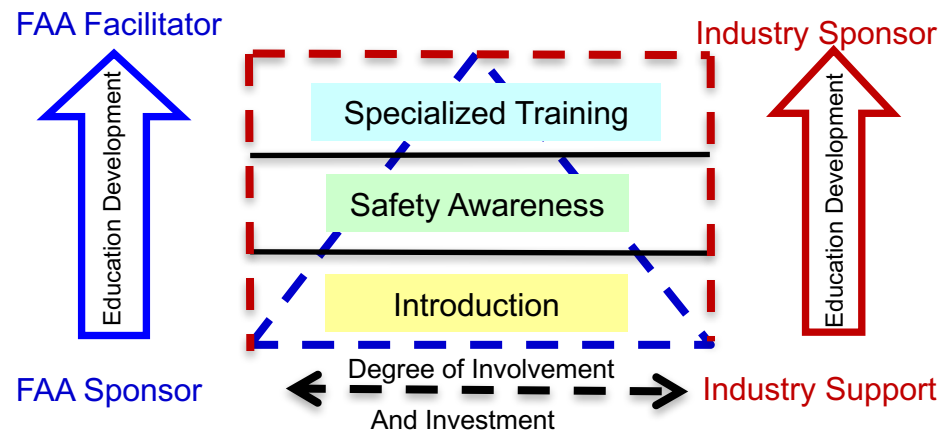 FAA Facilitator
Industry Sponsor
Education Development
Specialized Training
Safety Awareness
Introduction
Education Development
FAA Sponsor
Degree of Involvement
And Investment
Industry Support